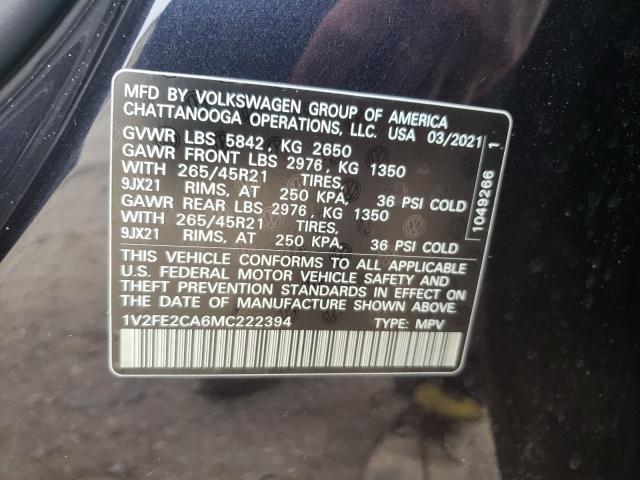 MFD BY VOLKSWAGEN GROUP OF AMERICA
CHATTANOOGA OPERATIONS, LLC. USA 03/2021
GVWR LBS 5842, KG 2650
GAWR FRONT LBS 2976, KG 1350
WITH 265/45R21 TIRES,
9JX21 RIMS, AT 250 KPA, 36 PSI COLD
GAWR REAR LBS 2976, KG 1350
WITH 265/45R21 TIRES,
9JX21 RIMS, AT 250 KPA, 36 PSI COLD
1049266 1
THIS VEHICLE CONFORMS TO ALL APPLICABLE
U.S. FEDERAL MOTOR VEHICLE SAFETY AND
THEFT PREVENTION STANDARDS IN EFFECT ON
THE DATE OF MANUFACTURE SHOWN ABOVE.
1V2FE2CA6MC222394 TYPE: MPV